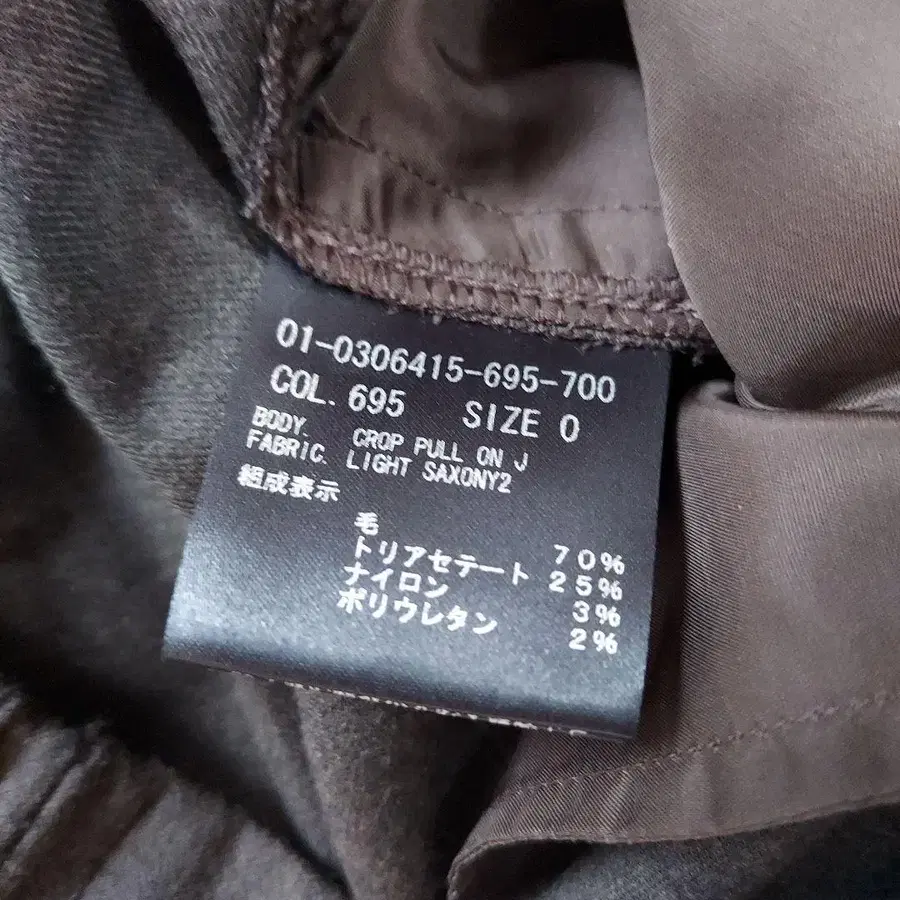 01-0306415-695-700
COL. 695 SIZE 0
BODY. CROP PULL ON J
FABRIC. LIGHT SAXONY2
組成表示
毛 70%
トリアセテート 25%
ナイロン 3%
ポリウレタン 2%